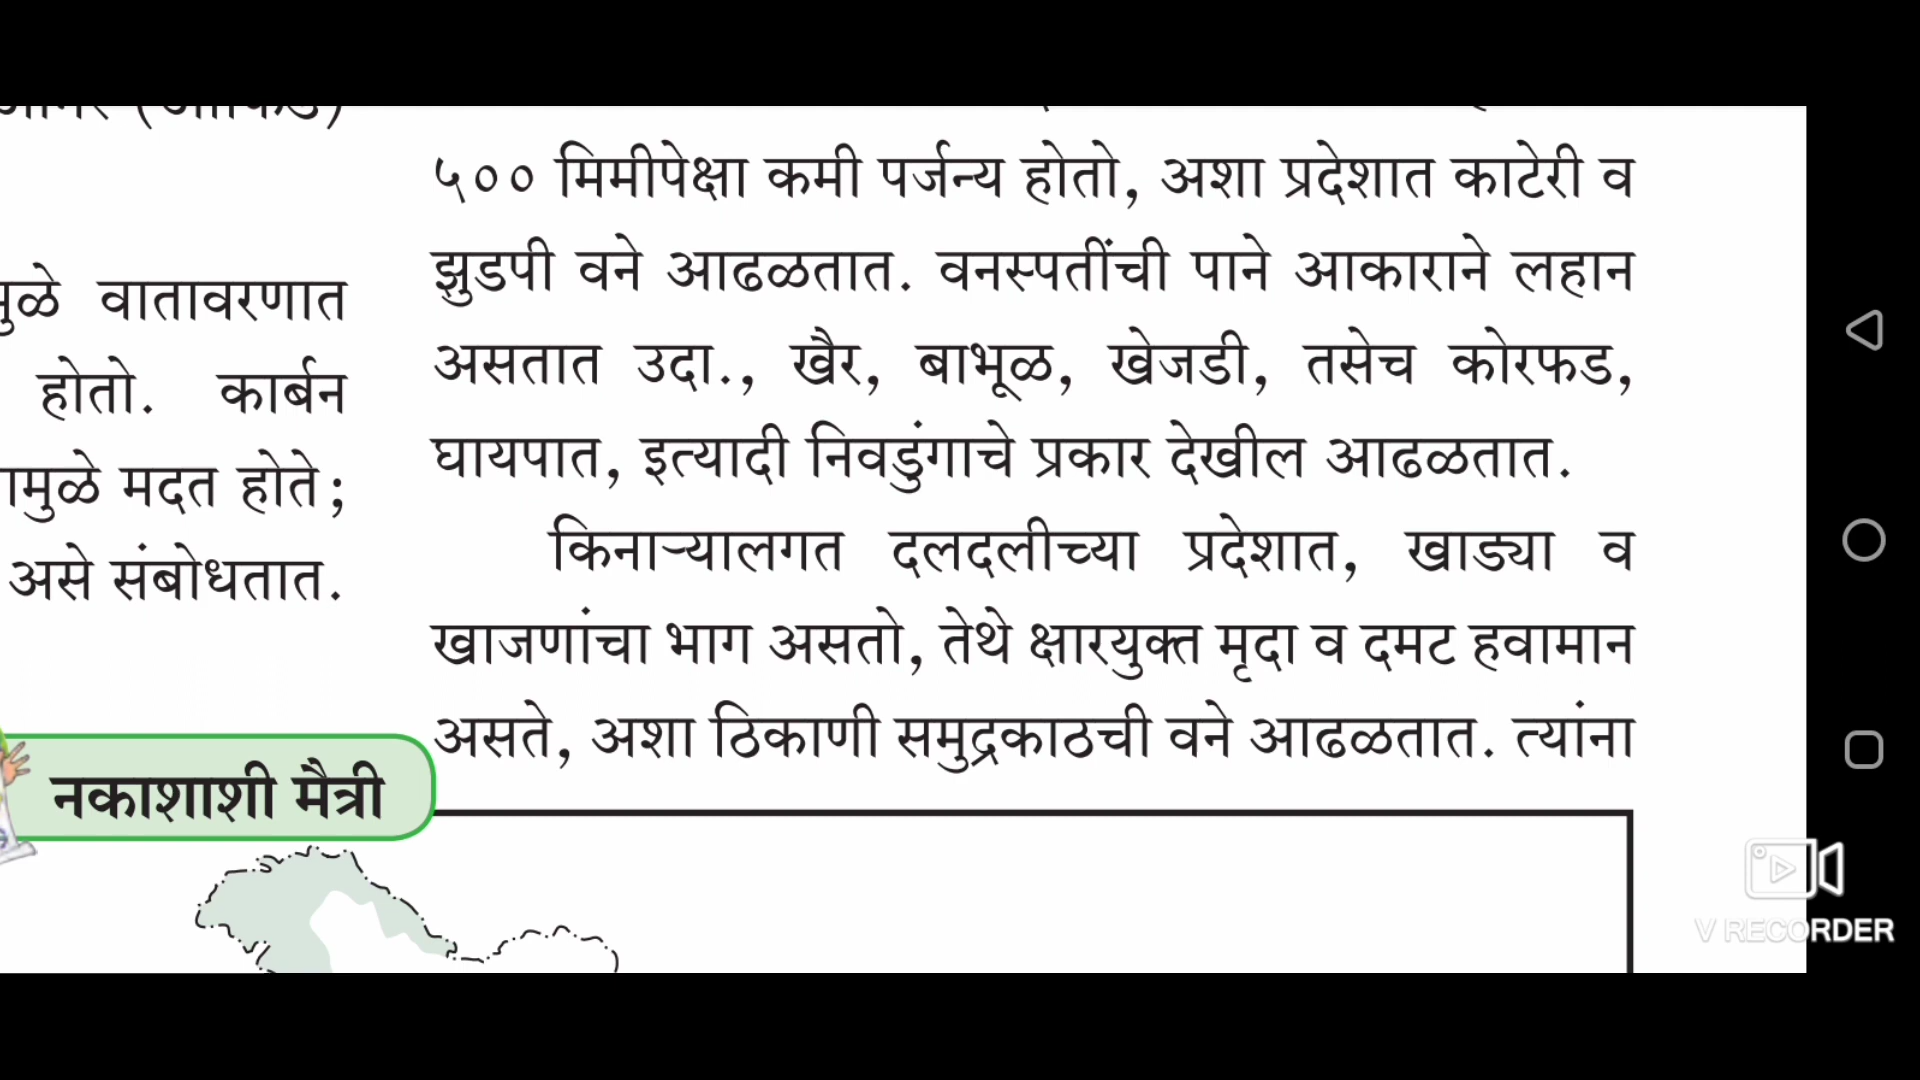 मुळे वातावरणात
होतो. कार्बन
मुळे मदत होते;
असे संबोधतात.
५०० मिमीपेक्षा कमी पर्जन्य होतो, अशा प्रदेशात काटेरी व
झुडपी वने आढळतात. वनस्पतींची पाने आकाराने लहान
असतात उदा., खैर, बाभूळ, खेजडी, तसेच कोरफड,
घायपात, इत्यादी निवडुंगाचे प्रकार देखील आढळतात.
किनाऱ्यालगत दलदलीच्या प्रदेशात, खाड्या व
खाजणांचा भाग असतो, तेथे क्षारयुक्त मृदा व दमट हवामान
असते, अशा ठिकाणी समुद्रकाठची वने आढळतात. त्यांना
नकाशाशी मैत्री
V RECORDER